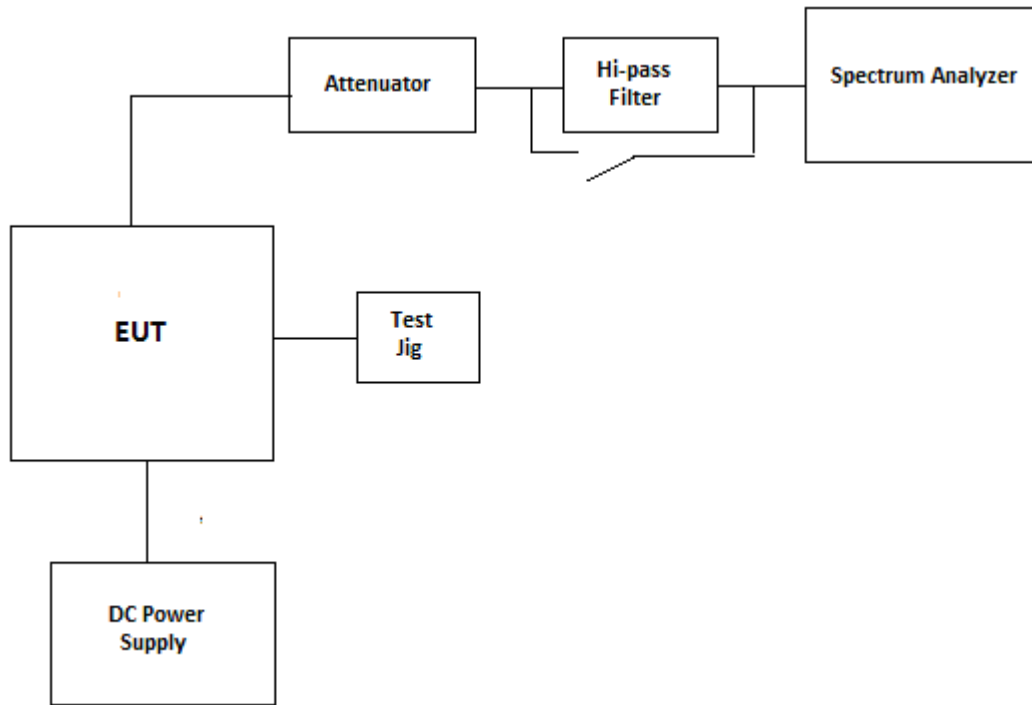 Attenuator
Hi-pass
Filter
Spectrum Analyzer
EUT
Test
Jig
DC Power
Supply